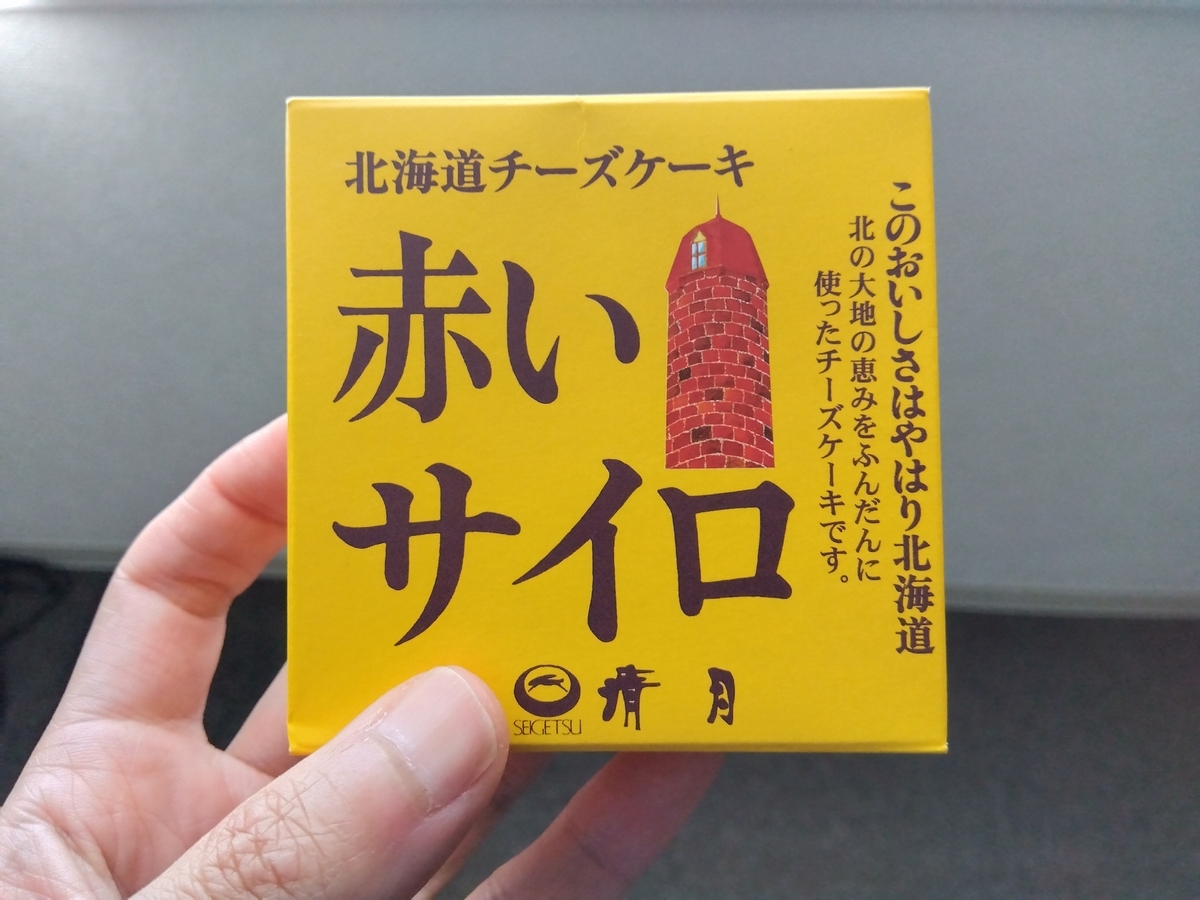 北海道チーズケーキ
赤い
サイロ
このおいしさはやはり北海道
北の大地の恵みをふんだんに
使ったチーズケーキです。
SEIGETSU
清月